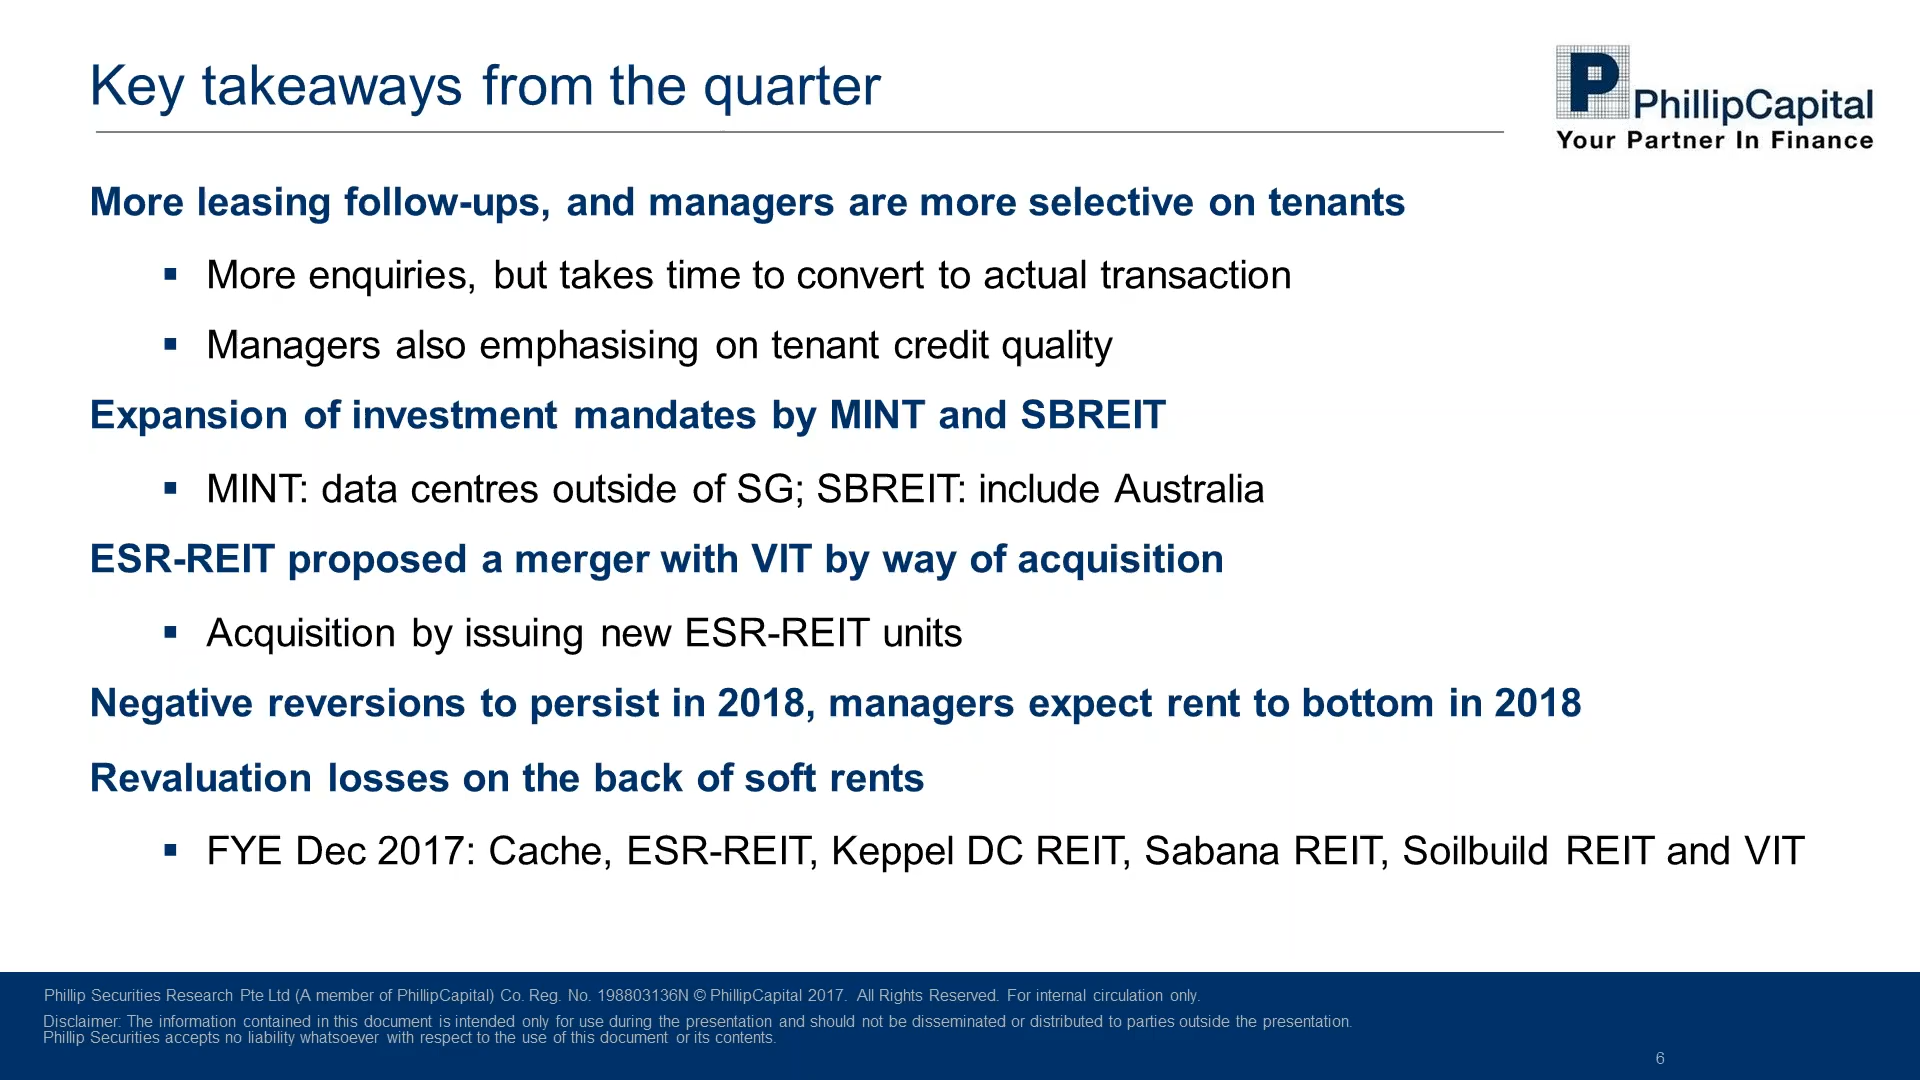 Key takeaways from the quarter
P PhillipCapital
Your Partner In Finance
More leasing follow-ups, and managers are more selective on tenants
▪ More enquiries, but takes time to convert to actual transaction
▪ Managers also emphasising on tenant credit quality
Expansion of investment mandates by MINT and SBREIT
▪ MINT: data centres outside of SG; SBREIT: include Australia
ESR-REIT proposed a merger with VIT by way of acquisition
▪ Acquisition by issuing new ESR-REIT units
Negative reversions to persist in 2018, managers expect rent to bottom in 2018
Revaluation losses on the back of soft rents
▪ FYE Dec 2017: Cache, ESR-REIT, Keppel DC REIT, Sabana REIT, Soilbuild REIT and VIT
Phillip Securities Research Pte Ltd (A member of PhillipCapital) Co. Reg. No. 198803136N © PhillipCapital 2017. All Rights Reserved. For internal circulation only.
Disclaimer: The information contained in this document is intended only for use during the presentation and should not be disseminated or distributed to parties outside the presentation.
Phillip Securities accepts no liability whatsoever with respect to the use of this document or its contents.
6